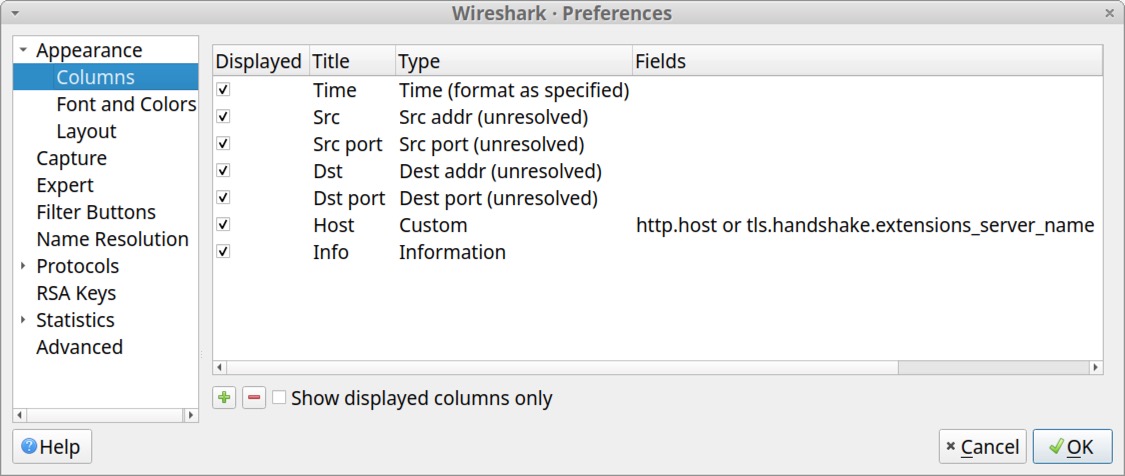 Wireshark · Preferences
Appearance
Columns
Font and Colors
Layout
Capture
Expert
Filter Buttons
Name Resolution
Protocols
RSA Keys
Statistics
Advanced
Displayed Title Type Fields
Time Time (format as specified)
Src Src addr (unresolved)
Src port Src port (unresolved)
Dst Dest addr (unresolved)
Dst port Dest port (unresolved)
Host Custom http.host or tls.handshake.extensions_server_name
Info Information
Show displayed columns only
Help Cancel OK